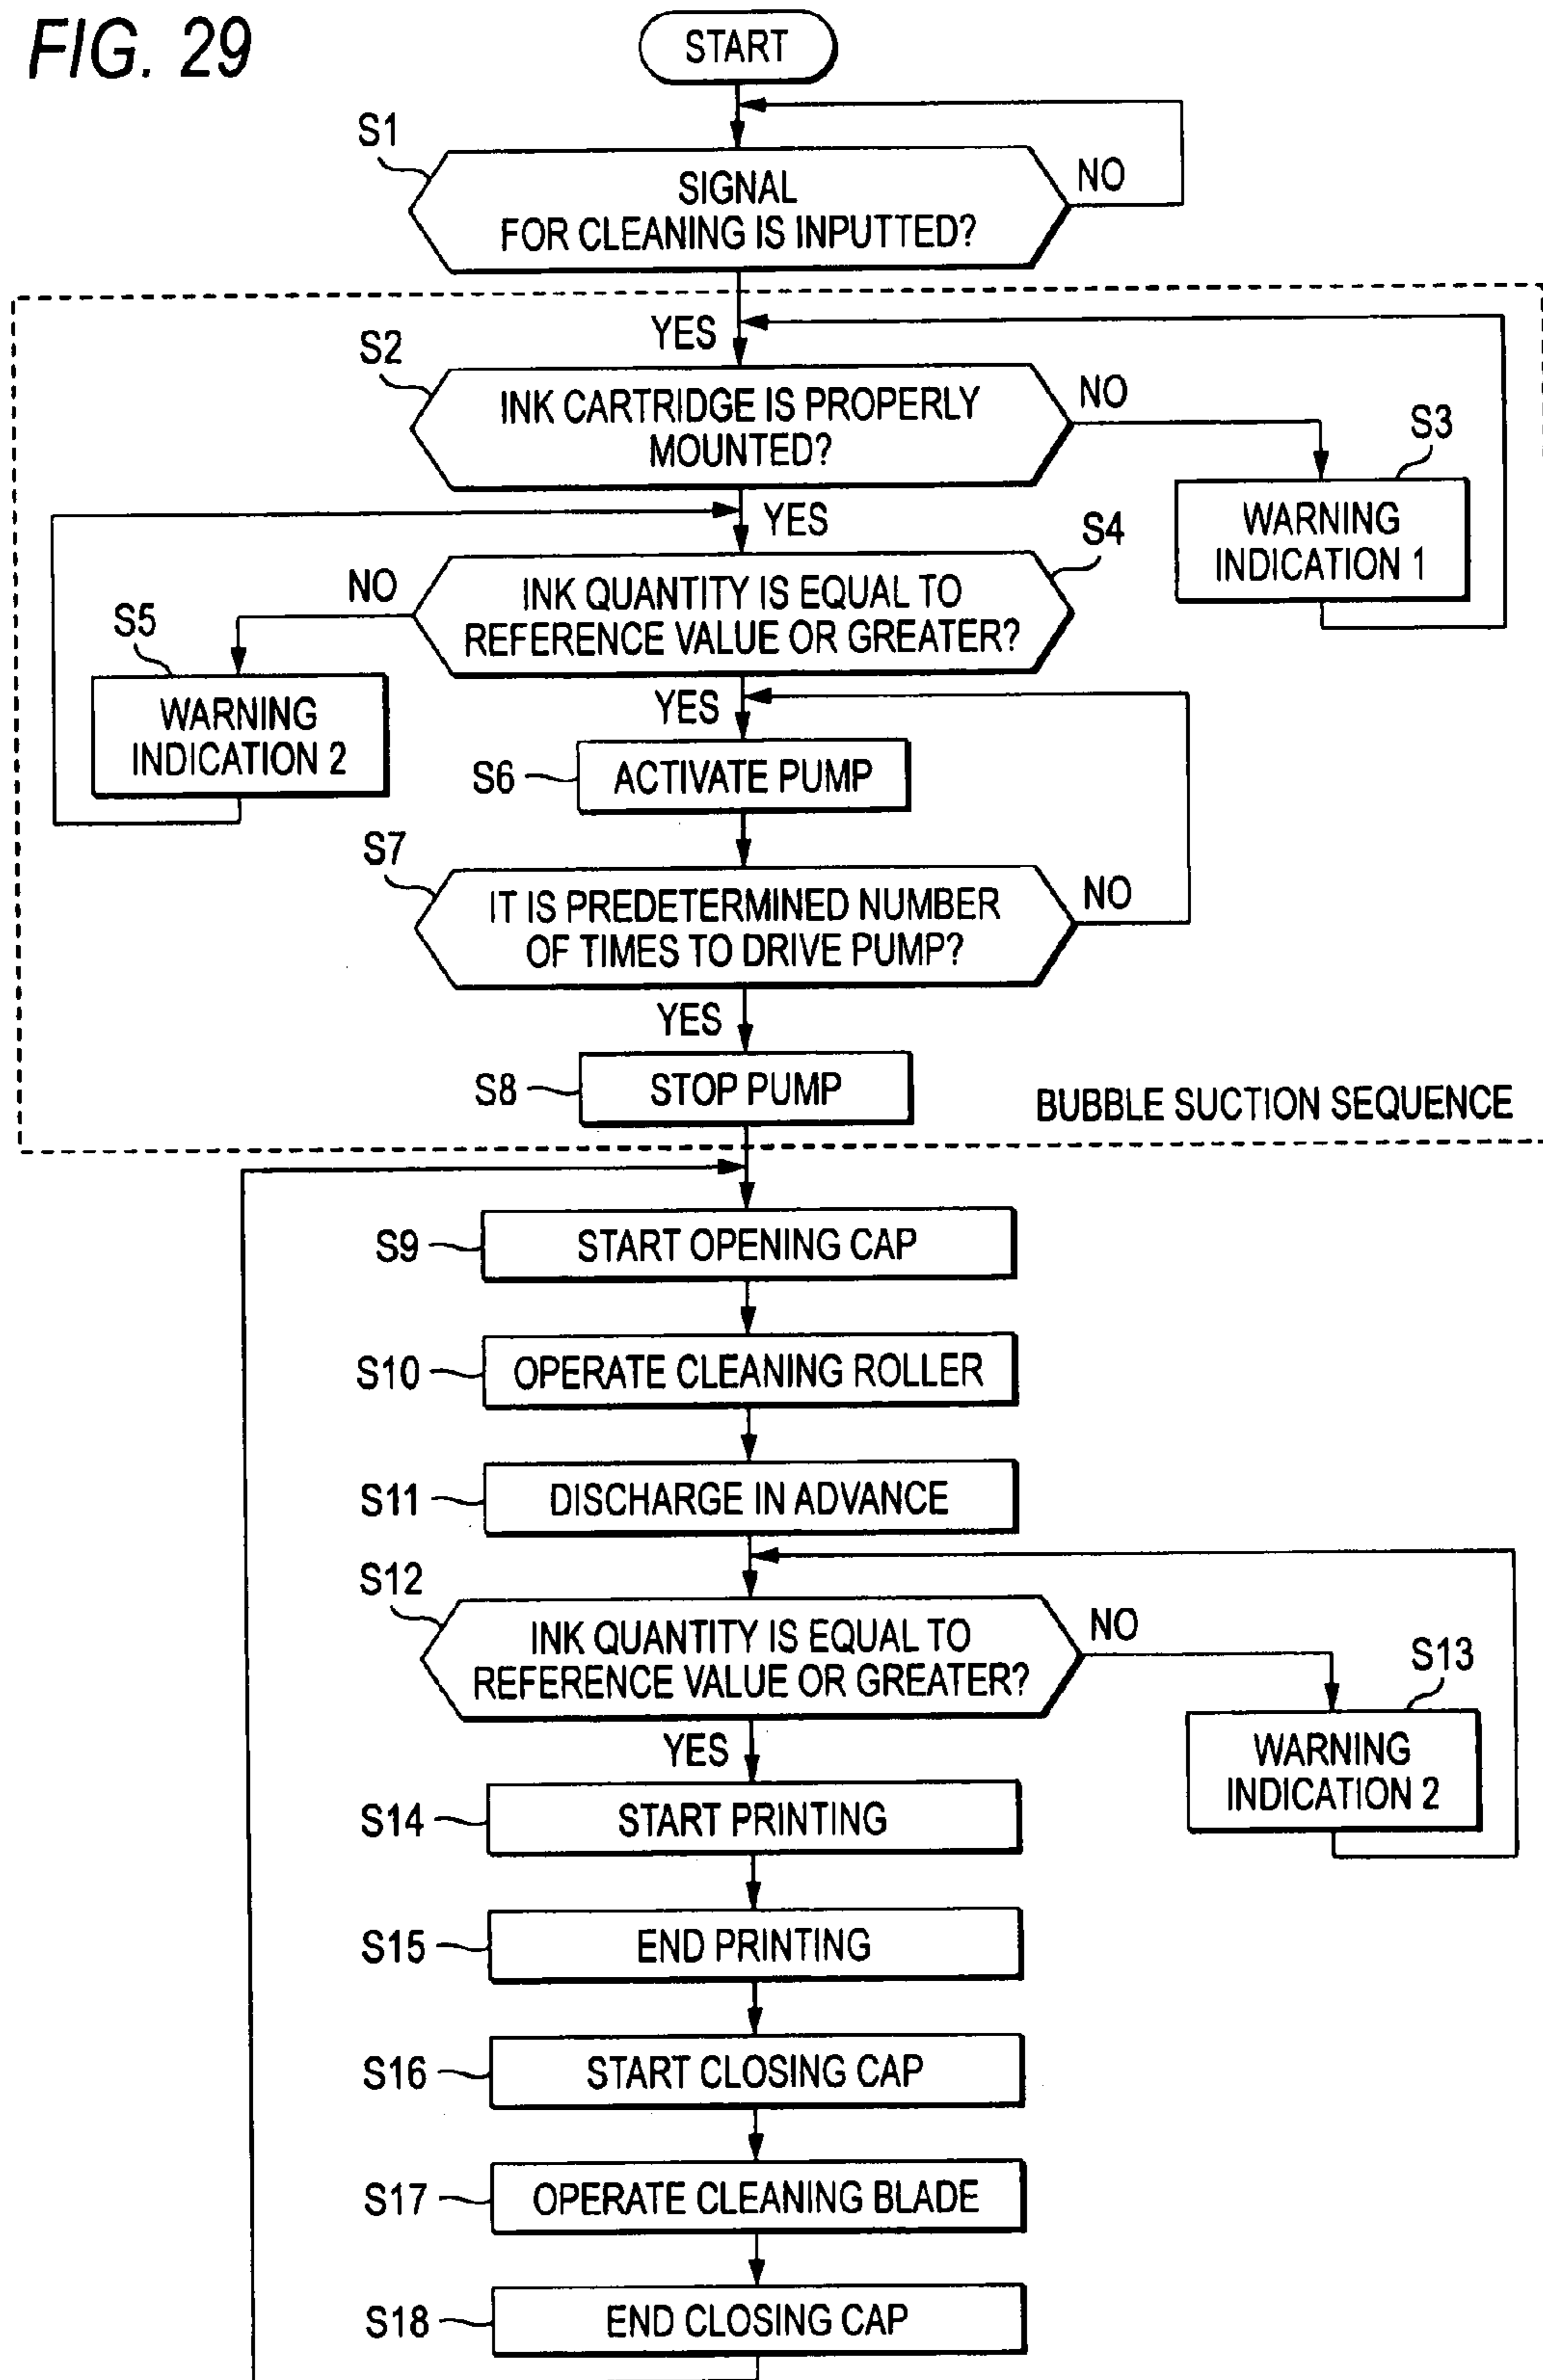 FIG. 29
START
S1
SIGNAL
FOR CLEANING IS INPUTTED?
NO
YES
S2
INK CARTRIDGE IS PROPERLY
MOUNTED?
NO
S3
WARNING
INDICATION 1
YES
S4
INK QUANTITY IS EQUAL TO
REFERENCE VALUE OR GREATER?
NO
S5
WARNING
INDICATION 2
YES
S6
ACTIVATE PUMP
S7
IT IS PREDETERMINED NUMBER
OF TIMES TO DRIVE PUMP?
NO
YES
S8
STOP PUMP
BUBBLE SUCTION SEQUENCE
S9
START OPENING CAP
S10
OPERATE CLEANING ROLLER
S11
DISCHARGE IN ADVANCE
S12
INK QUANTITY IS EQUAL TO
REFERENCE VALUE OR GREATER?
NO
S13
WARNING
INDICATION 2
YES
S14
START PRINTING
S15
END PRINTING
S16
START CLOSING CAP
S17
OPERATE CLEANING BLADE
S18
END CLOSING CAP